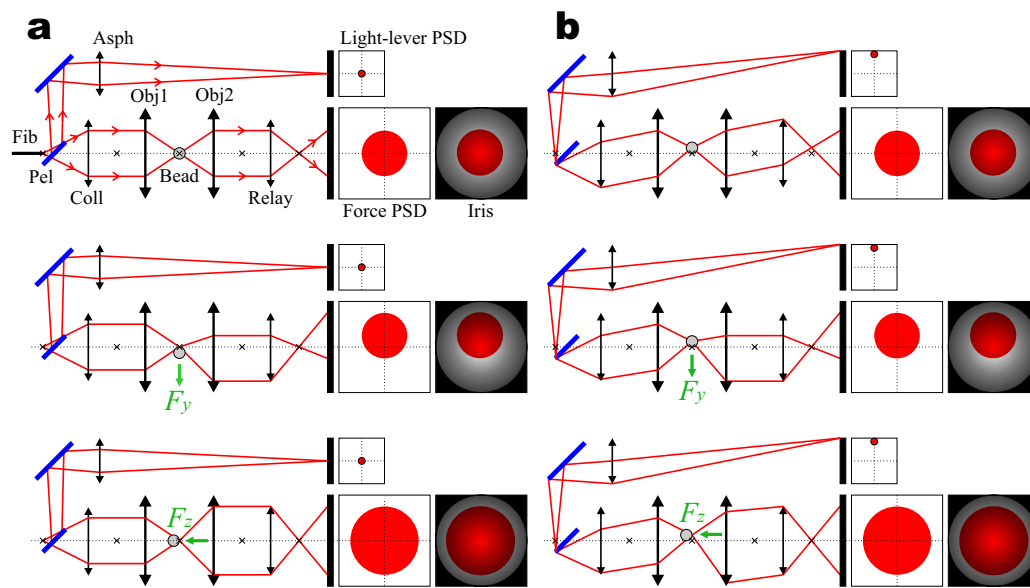 a
b
Asph
Light-lever PSD
Obj1
Obj2
Fib
Pel
Coll
Bead
Relay
Force PSD
Iris
Fy
Fy
Fz
Fz